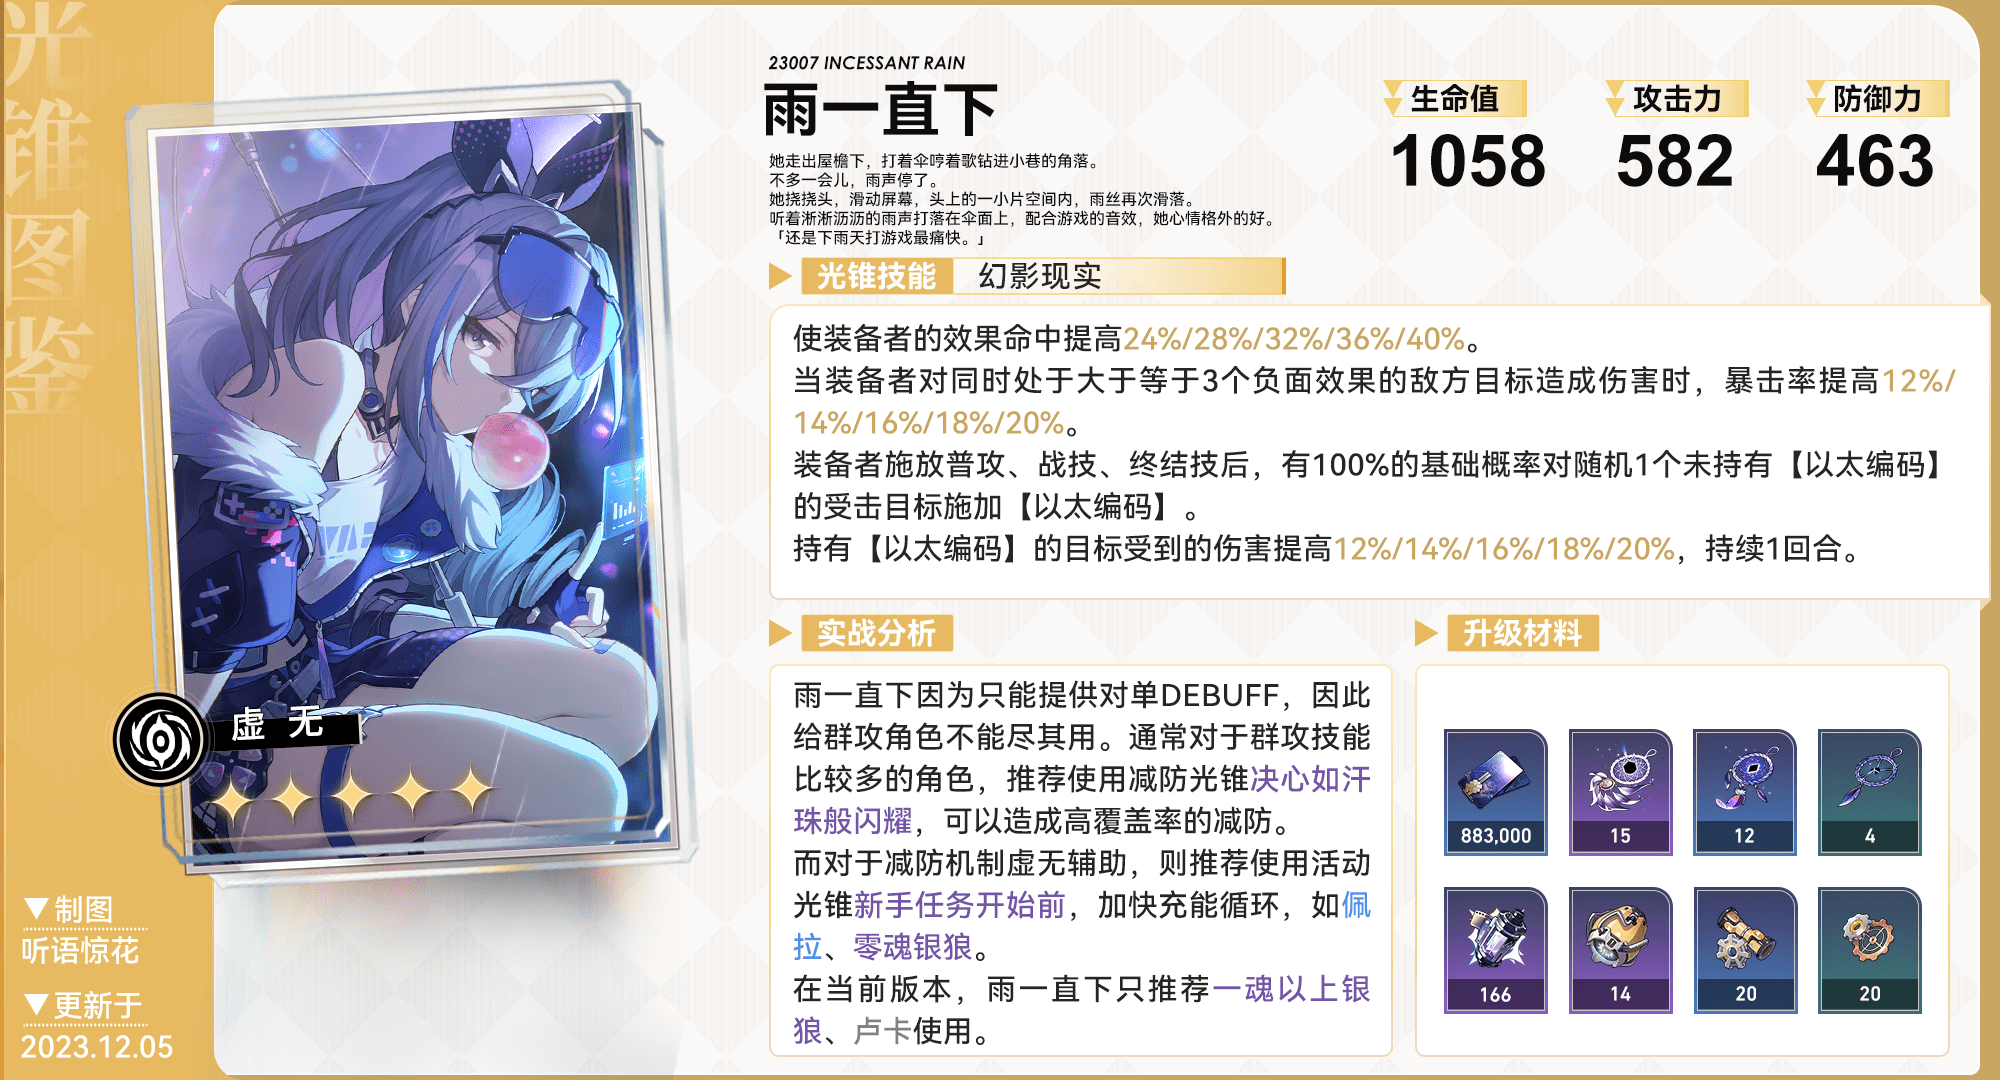 光锥图鉴
23007 INCESSANT RAIN
雨一直下
她走出屋檐下，打着伞哼着歌钻进小巷的角落。
不多一会儿，雨声停了。
她挠挠头，滑动屏幕，头上的一小片空间内，雨丝再次滑落。
听着淅淅沥沥的雨声打落在伞面上，配合游戏的音效，她心情格外的好。
「还是下雨天打游戏最痛快。」
生命值
1058
攻击力
582
防御力
463
光锥技能
幻影现实
使装备者的效果命中提高24%/28%/32%/36%/40%。
当装备者对同时处于大于等于3个负面效果的敌方目标造成伤害时，暴击率提高12%/
14%/16%/18%/20%。
装备者施放普攻、战技、终结技后，有100%的基础概率对随机1个未持有【以太编码】
的受击目标施加【以太编码】。
持有【以太编码】的目标受到的伤害提高12%/14%/16%/18%/20%，持续1回合。
虚无
实战分析
雨一直下因为只能提供对单DEBUFF，因此
给群攻角色不能尽其用。通常对于群攻技能
比较多的角色，推荐使用减防光锥决心如汗
珠般闪耀，可以造成高覆盖率的减防。
而对于减防机制虚无辅助，则推荐使用活动
光锥新手任务开始前，加快充能循环，如佩
拉、零魂银狼。
在当前版本，雨一直下只推荐一魂以上银
狼、卢卡使用。
升级材料
883,000
15
12
4
166
14
20
20
▼制图
听语惊花
▼更新于
2023.12.05